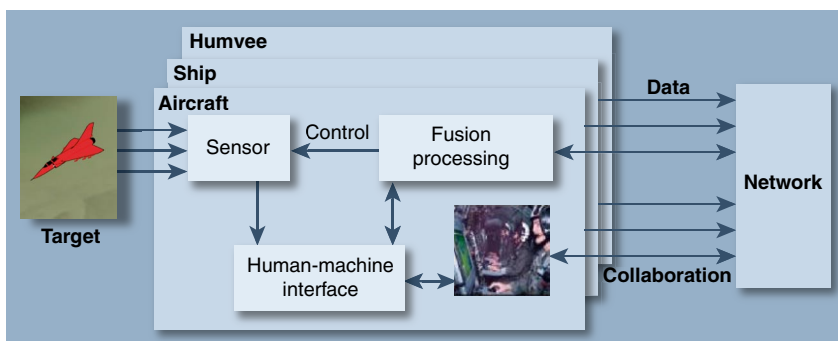 Humvee
Ship
Aircraft
Data
Sensor
Control
Fusion
processing
Network
Target
Human-machine
interface
Collaboration